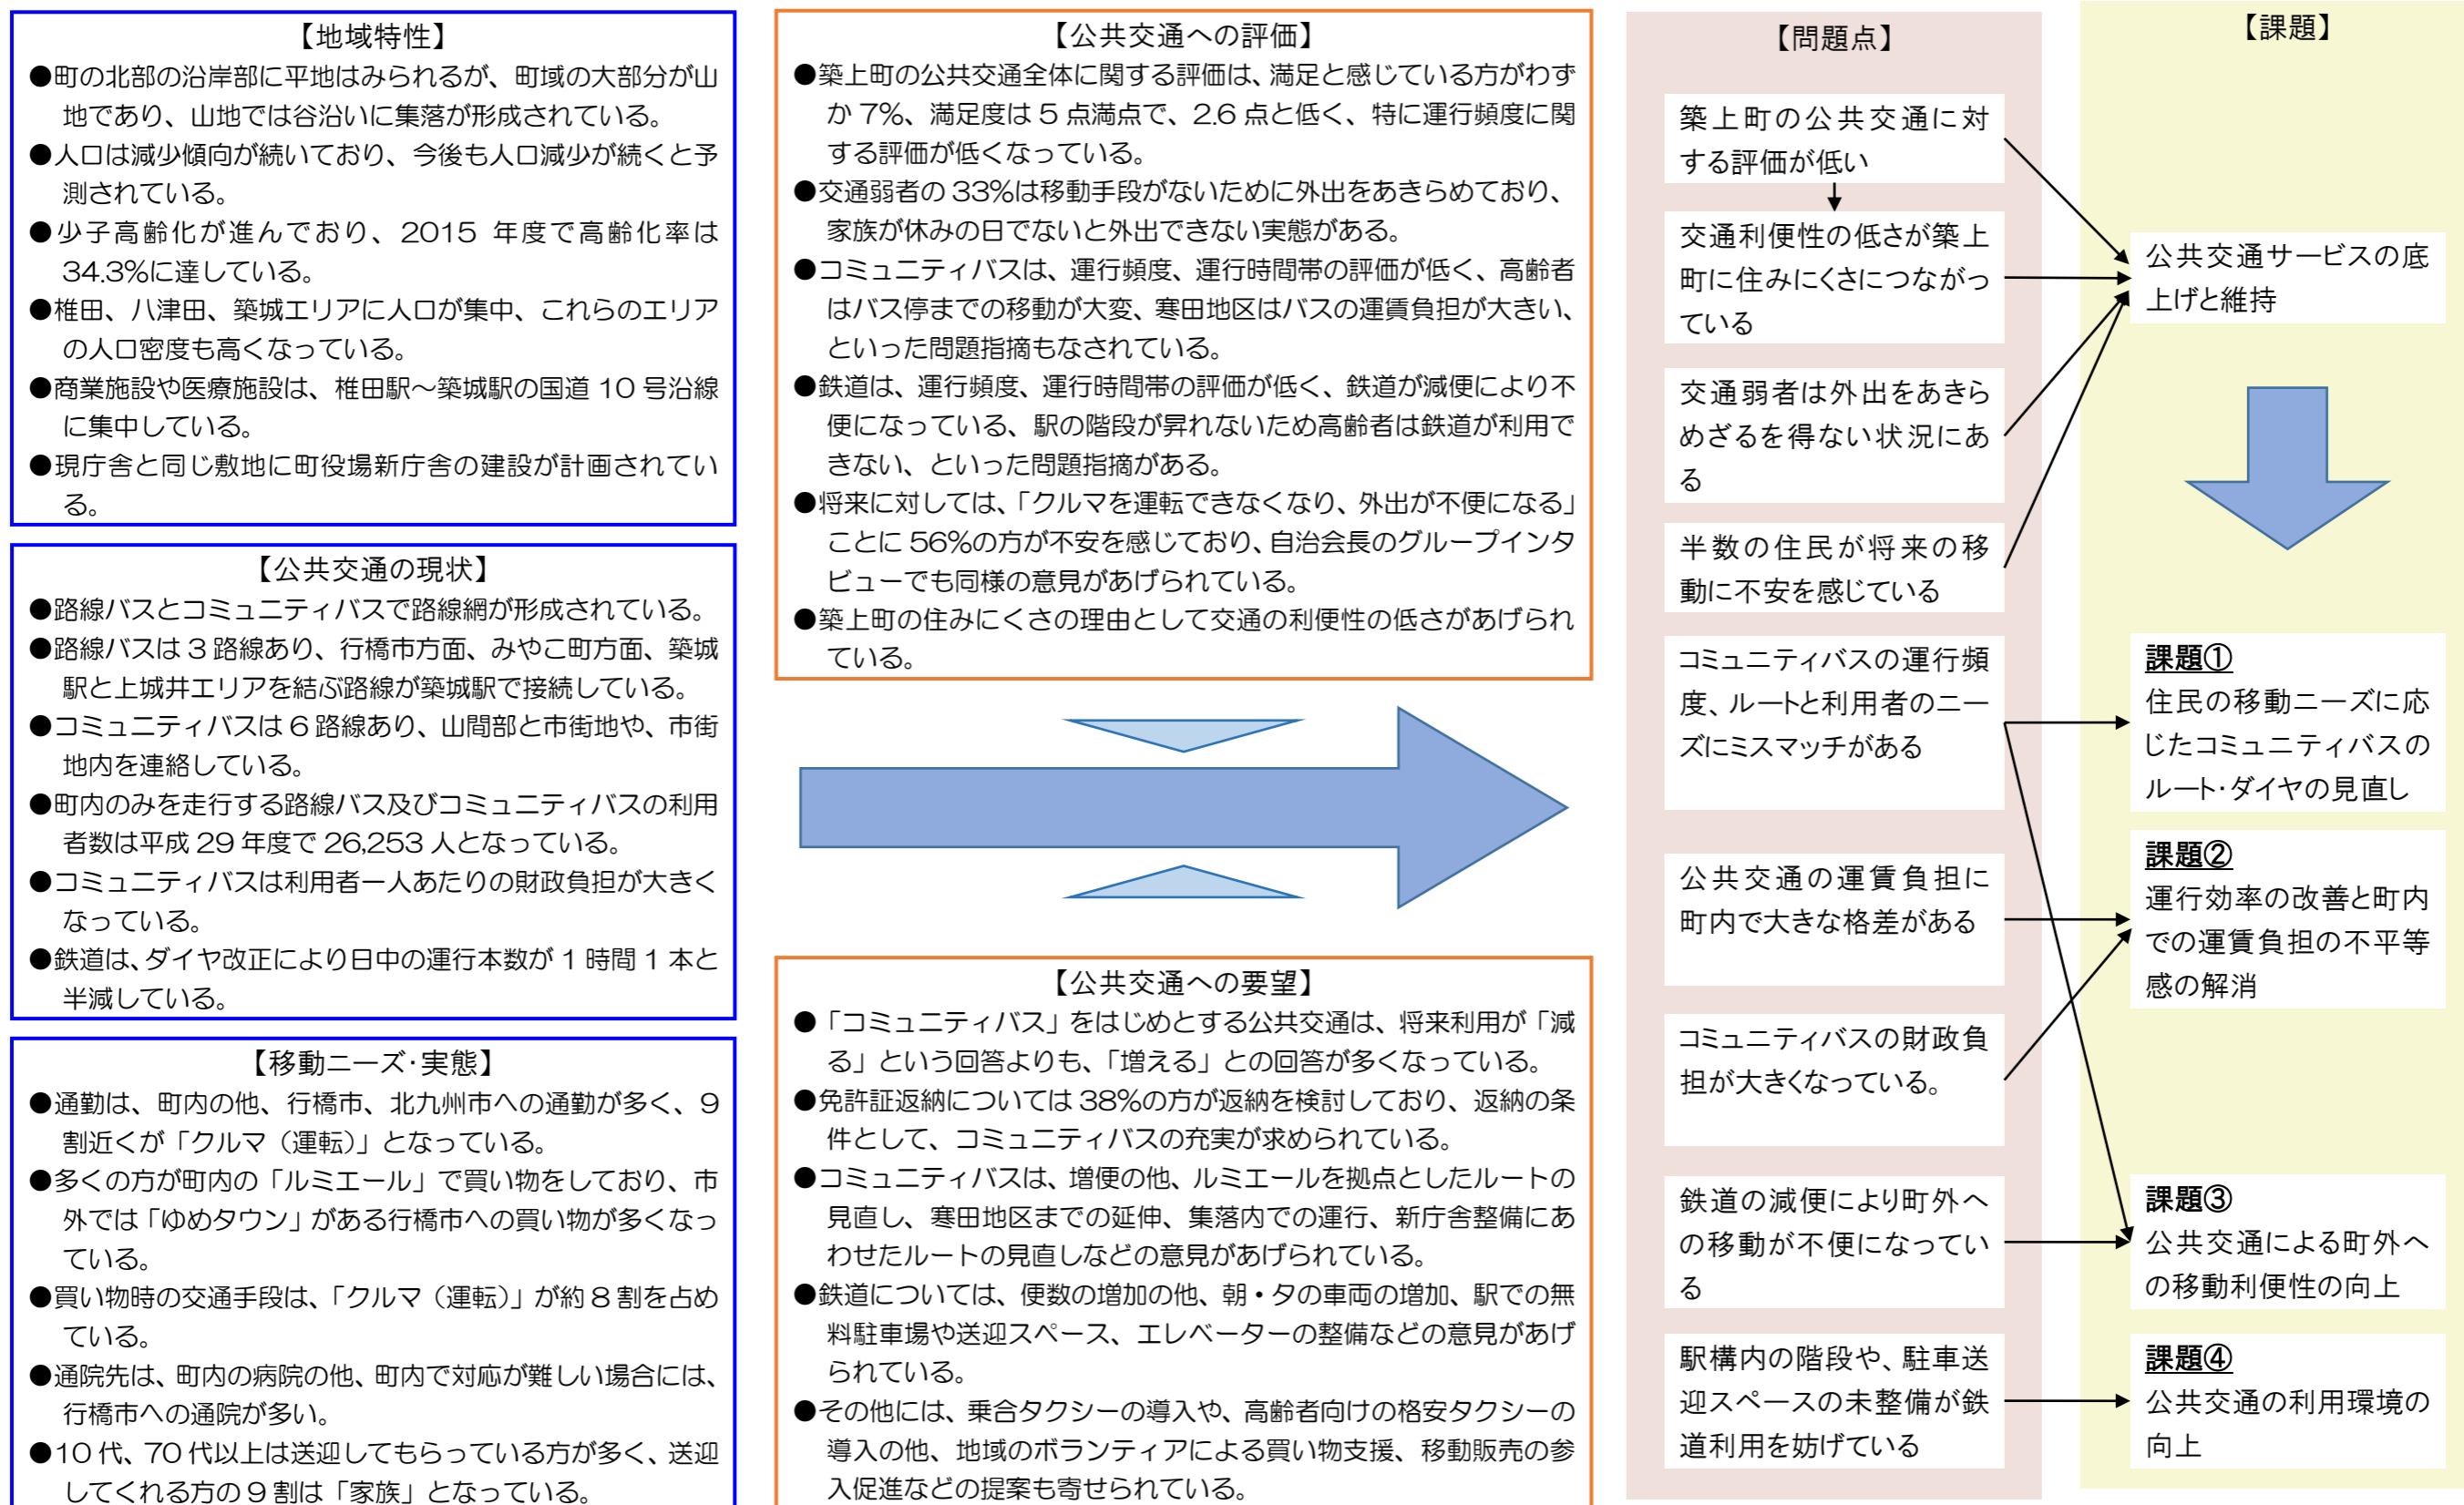 【地域特性】
●町の北部の沿岸部に平地はみられるが、町域の大部分が山
地であり、山地では谷沿いに集落が形成されている。
●人口は減少傾向が続いており、今後も人口減少が続くと予
測されている。
●少子高齢化が進んでおり、2015 年度で高齢化率は
34.3%に達している。
●椎田、八津田、築城エリアに人口が集中、これらのエリア
の人口密度も高くなっている。
●商業施設や医療施設は、椎田駅～築城駅の国道 10 号沿線
に集中している。
●現庁舎と同じ敷地に町役場新庁舎の建設が計画されてい
る。
【公共交通の現状】
●路線バスとコミュニティバスで路線網が形成されている。
●路線バスは 3 路線あり、行橋市方面、みやこ町方面、築城
駅と上城井エリアを結ぶ路線が築城駅で接続している。
●コミュニティバスは 6 路線あり、山間部と市街地や、市街
地内を連絡している。
●町内のみを走行する路線バス及びコミュニティバスの利用
者数は平成 29 年度で 26,253 人となっている。
●コミュニティバスは利用者一人あたりの財政負担が大きく
なっている。
●鉄道は、ダイヤ改正により日中の運行本数が 1 時間 1 本と
半減している。
【移動ニーズ・実態】
●通勤は、町内の他、行橋市、北九州市への通勤が多く、9
割近くが「クルマ（運転）」となっている。
●多くの方が町内の「ルミエール」で買い物をしており、市
外では「ゆめタウン」がある行橋市への買い物が多くなっ
ている。
●買い物時の交通手段は、「クルマ（運転）」が約 8 割を占め
ている。
●通院先は、町内の病院の他、町内で対応が難しい場合には、
行橋市への通院が多い。
●10 代、70 代以上は送迎してもらっている方が多く、送迎
してくれる方の 9 割は「家族」となっている。
【公共交通への評価】
●築上町の公共交通全体に関する評価は、満足と感じている方がわず
か 7%、満足度は 5 点満点で、2.6 点と低く、特に運行頻度に関
する評価が低くなっている。
●交通弱者の 33%は移動手段がないために外出をあきらめており、
家族が休みの日でないと外出できない実態がある。
●コミュニティバスは、運行頻度、運行時間帯の評価が低く、高齢者
はバス停までの移動が大変、寒田地区はバスの運賃負担が大きい、
といった問題指摘もなされている。
●鉄道は、運行頻度、運行時間帯の評価が低く、鉄道が減便により不
便になっている、駅の階段が昇れないため高齢者は鉄道が利用で
きない、といった問題指摘がある。
●将来に対しては、「クルマを運転できなくなり、外出が不便になる」
ことに 56%の方が不安を感じており、自治会長のグループインタ
ビューでも同様の意見があげられている。
●築上町の住みにくさの理由として交通の利便性の低さがあげられ
ている。
【公共交通への要望】
●「コミュニティバス」をはじめとする公共交通は、将来利用が「減
る」という回答よりも、「増える」との回答が多くなっている。
●免許証返納については 38%の方が返納を検討しており、返納の条
件として、コミュニティバスの充実が求められている。
●コミュニティバスは、増便の他、ルミエールを拠点としたルートの
見直し、寒田地区までの延伸、集落内での運行、新庁舎整備にあ
わせたルートの見直しなどの意見があげられている。
●鉄道については、便数の増加の他、朝・夕の車両の増加、駅での無
料駐車場や送迎スペース、エレベーターの整備などの意見があげ
られている。
●その他には、乗合タクシーの導入や、高齢者向けの格安タクシーの
導入の他、地域のボランティアによる買い物支援、移動販売の参
入促進などの提案も寄せられている。
【問題点】
築上町の公共交通に対
する評価が低い
交通利便性の低さが築上
町に住みにくさにつながっ
ている
交通弱者は外出をあきら
めざるを得ない状況にあ
る
半数の住民が将来の移
動に不安を感じている
コミュニティバスの運行頻
度、ルートと利用者のニー
ズにミスマッチがある
公共交通の運賃負担に
町内で大きな格差がある
コミュニティバスの財政負
担が大きくなっている。
鉄道の減便により町外へ
の移動が不便になってい
る
駅構内の階段や、駐車送
迎スペースの未整備が鉄
道利用を妨げている
【課題】
公共交通サービスの底
上げと維持
課題①
住民の移動ニーズに応
じたコミュニティバスの
ルート・ダイヤの見直し
課題②
運行効率の改善と町内
での運賃負担の不平等
感の解消
課題③
公共交通による町外へ
の移動利便性の向上
課題④
公共交通の利用環境の
向上